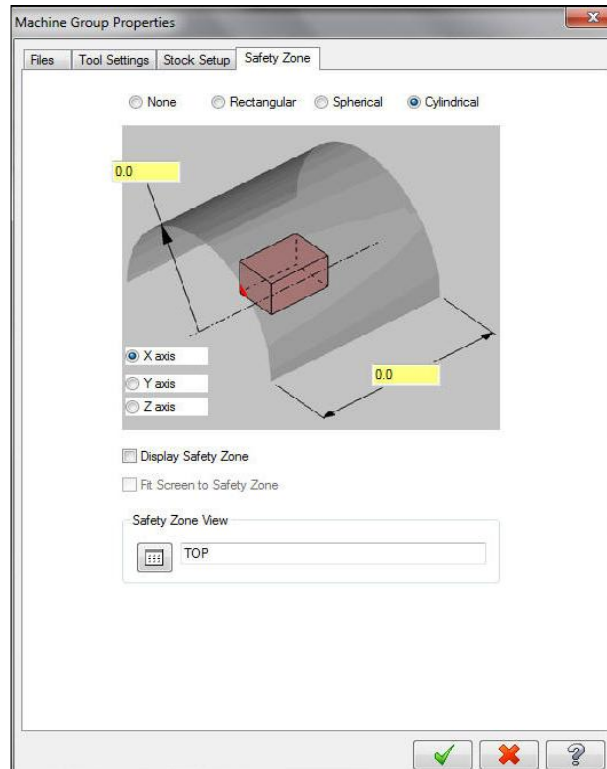 Machine Group Properties
Files Tool Settings Stock Setup Safety Zone
None Rectangular Spherical Cylindrical
0.0
X axis
Y axis
Z axis
0.0
Display Safety Zone
Fit Screen to Safety Zone
Safety Zone View
TOP